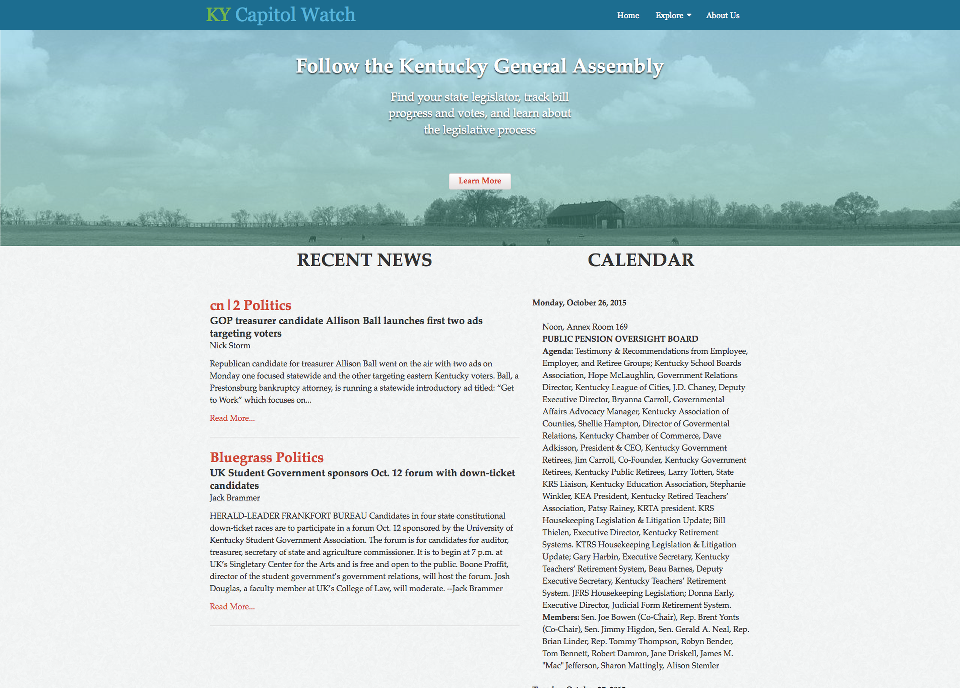 KY Capitol Watch
Home Explore About Us
Follow the Kentucky General Assembly
Find your state legislator, track bill
progress and votes, and learn about
the legislative process
Learn More
RECENT NEWS
cn|2 Politics
GOP treasurer candidate Allison Ball launches first two ads
targeting voters
Nick Storm
Republican candidate for treasurer Allison Ball went on the air with two ads on
Monday one focused statewide and the other targeting eastern Kentucky voters. Ball, a
Prestonsburg bankruptcy attorney, is running a statewide introductory ad titled: “Get
to Work” which focuses on...
Read More...
Bluegrass Politics
UK Student Government sponsors Oct. 12 forum with down-ticket
candidates
Jack Brammer
HERALD-LEADER FRANKFORT BUREAU Candidates in four state constitutional
down-ticket races are to participate in a forum Oct. 12 sponsored by the University of
Kentucky Student Government Association. The forum is for candidates for auditor,
treasurer, secretary of state and agriculture commissioner. It is to begin at 7 p.m. at
UK’s Singletary Center for the Arts and is free and open to the public. Boone Proffit,
director of the student government’s government relations, will host the forum. Josh
Douglas, a faculty member at UK’s College of Law, will moderate. --Jack Brammer
Read More...
CALENDAR
Monday, October 26, 2015
Noon, Annex Room 169
PUBLIC PENSION OVERSIGHT BOARD
Agenda: Testimony & Recommendations from Employee,
Employer, and Retiree Groups; Kentucky School Boards
Association, Hope McLaughlin, Government Relations
Director, Kentucky League of Cities, J.D. Chaney, Deputy
Executive Director, Bryanna Carroll, Governmental
Affairs Advocacy Manager, Kentucky Association of
Counties, Shellie Hampton, Director of Govermental
Relations, Kentucky Chamber of Commerce, Dave
Adkisson, President & CEO, Kentucky Government
Retirees, Jim Carroll, Co-Founder, Kentucky Government
Retirees, Kentucky Public Retirees, Larry Totten, State
KRS Liaison, Kentucky Education Association, Stephanie
Winkler, KEA President, Kentucky Retired Teachers’
Association, Patsy Rainey, KRTA president. KRS
Housekeeping Legislation & Litigation Update; Bill
Thielen, Executive Director, Kentucky Retirement
Systems. KTRS Housekeeping Legislation & Litigation
Update; Gary Harbin, Executive Secretary, Kentucky
Teachers’ Retirement System, Beau Barnes, Deputy
Executive Secretary, Kentucky Teachers’ Retirement
System. JFRS Housekeeping Legislation; Donna Early,
Executive Director, Judicial Form Retirement System.
Members: Sen. Joe Bowen (Co-Chair), Rep. Brent Yonts
(Co-Chair), Sen. Jimmy Higdon, Sen. Gerald A. Neal, Rep.
Brian Linder, Rep. Tommy Thompson, Robyn Bender,
Tom Bennett, Robert Damron, Jane Driskell, James M.
"Mac" Jefferson, Sharon Mattingly, Alison Stemler